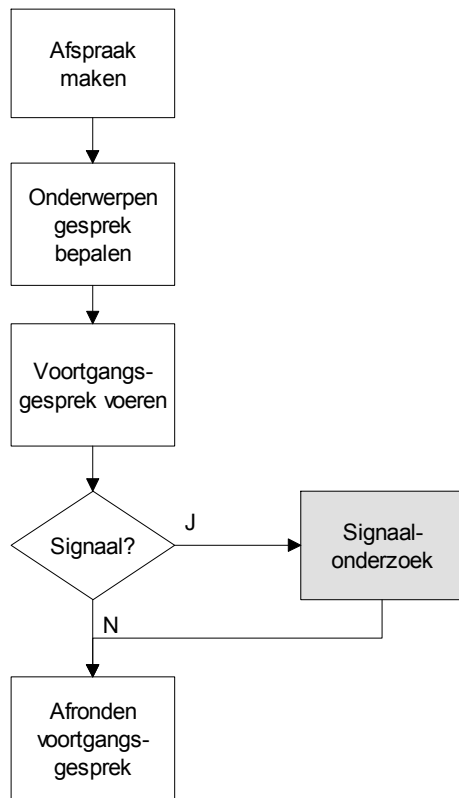 Afspraak
maken
Onderwerpen
gesprek
bepalen
Voortgangs-
gesprek voeren
Signaal?
J
Signaal-
onderzoek
N
Afronden
voortgangs-
gesprek